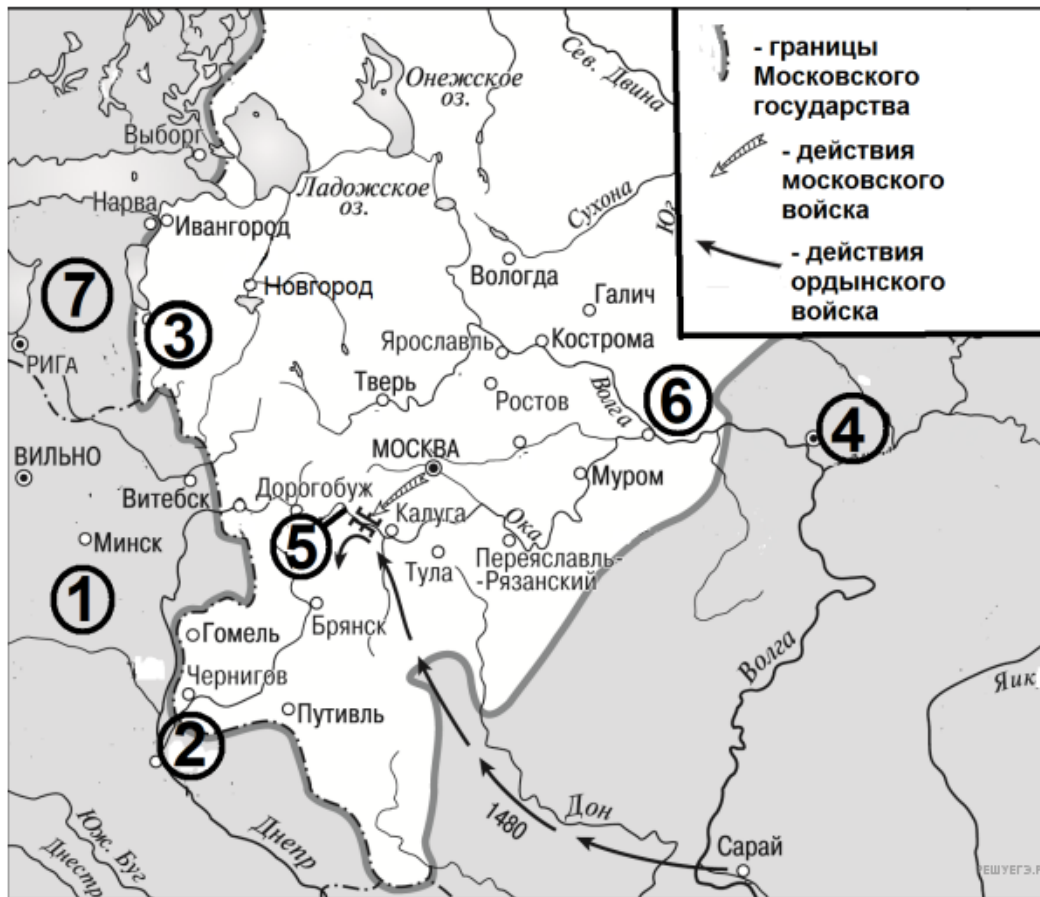 - границы
Московского
государства
- действия
московского
войска
- действия
ордынского
войска
Онежское
оз.
Сев. Двина
Выборг
Ладожское
оз.
Сухона
Юг
Нарва
Ивангород
Вологда
Новгород
Галич
7
3
Ярославль
Кострома
РИГА
Тверь
Ростов
Волга
6
4
МОСКВА
ВИЛЬНО
Витебск
Дорогобуж
Муром
5
Калуга
Ока
Минск
Тула
Переяславль-
-Рязанский
1
Брянск
Гомель
Волга
Яик
Чернигов
Путивль
2
1480
Дон
Юж. Буг
Днестр
Днепр
Сарай